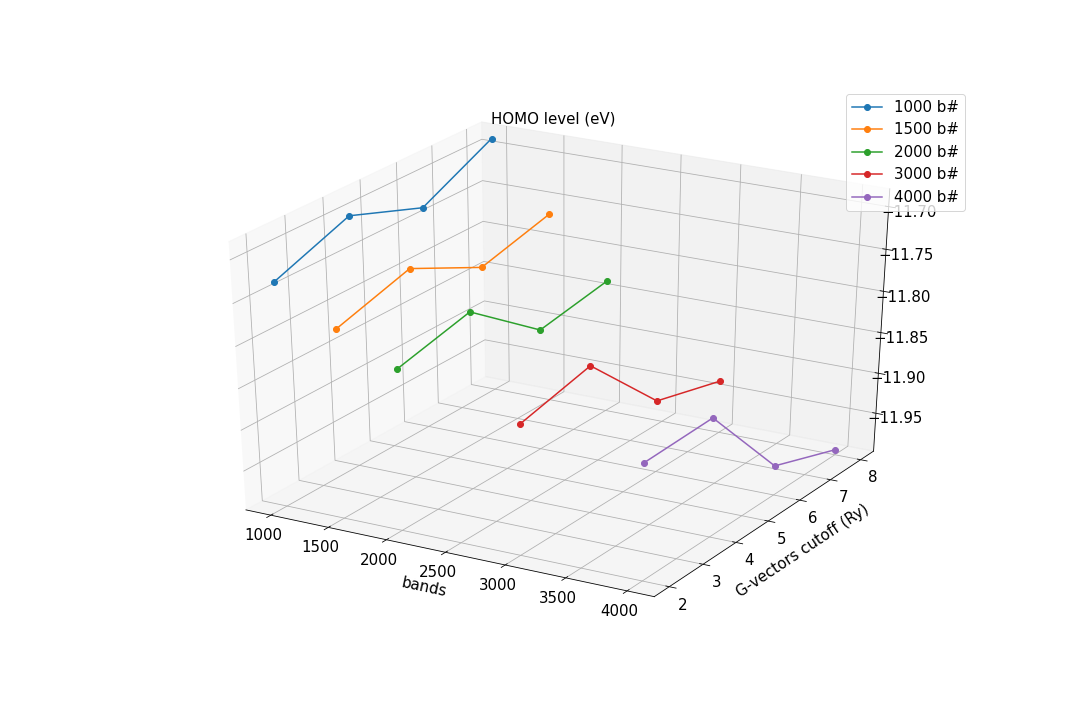 HOMO level (eV)
1000 b#
1500 b#
2000 b#
3000 b#
4000 b#
−11.70
−11.75
−11.80
−11.85
−11.90
−11.95
8
7
6
5
4
3
2
G-vectors cutoff (Ry)
1000
1500
2000
2500
3000
3500
4000
bands